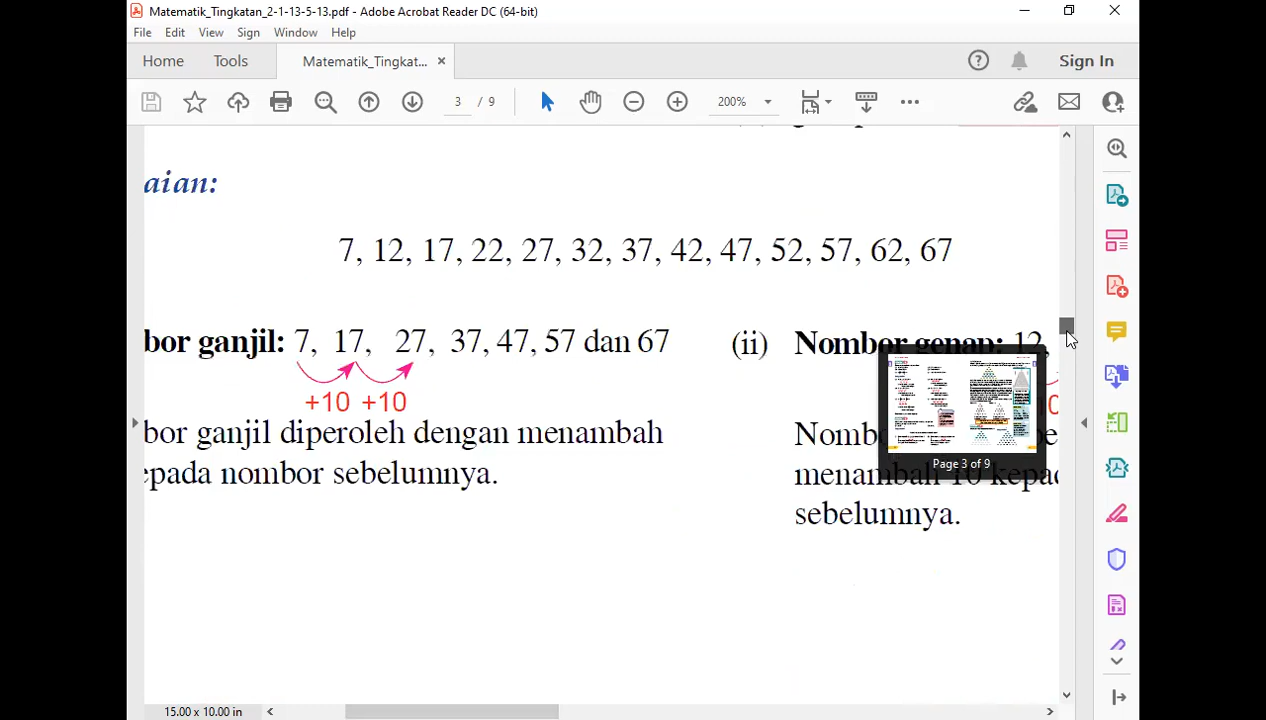 Matematik_Tingkatan_2-1-13-5-13.pdf - Adobe Acrobat Reader DC (64-bit)
File Edit View Sign Window Help
Home Tools Matematik_Tingkat... × Sign In
3 / 9 200%
aian:
7, 12, 17, 22, 27, 32, 37, 42, 47, 52, 57, 62, 67
bor ganjil: 7, 17, 27, 37, 47, 57 dan 67
+10 +10
bor ganjil diperoleh dengan menambah
epada nombor sebelumnya.
(ii) Nombor genap: 12,
Nomb
menambah 10 kepad
sebelumnya.
Page 3 of 9
15.00 x 10.00 in